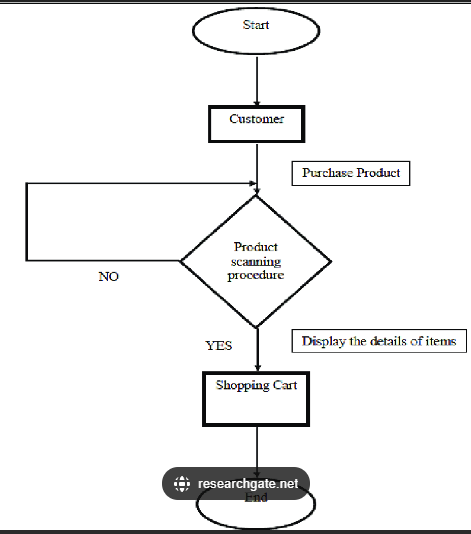 Start
Customer
Purchase Product
Product
scanning
procedure
NO
YES
Display the details of items
Shopping Cart
researchgate.net
End